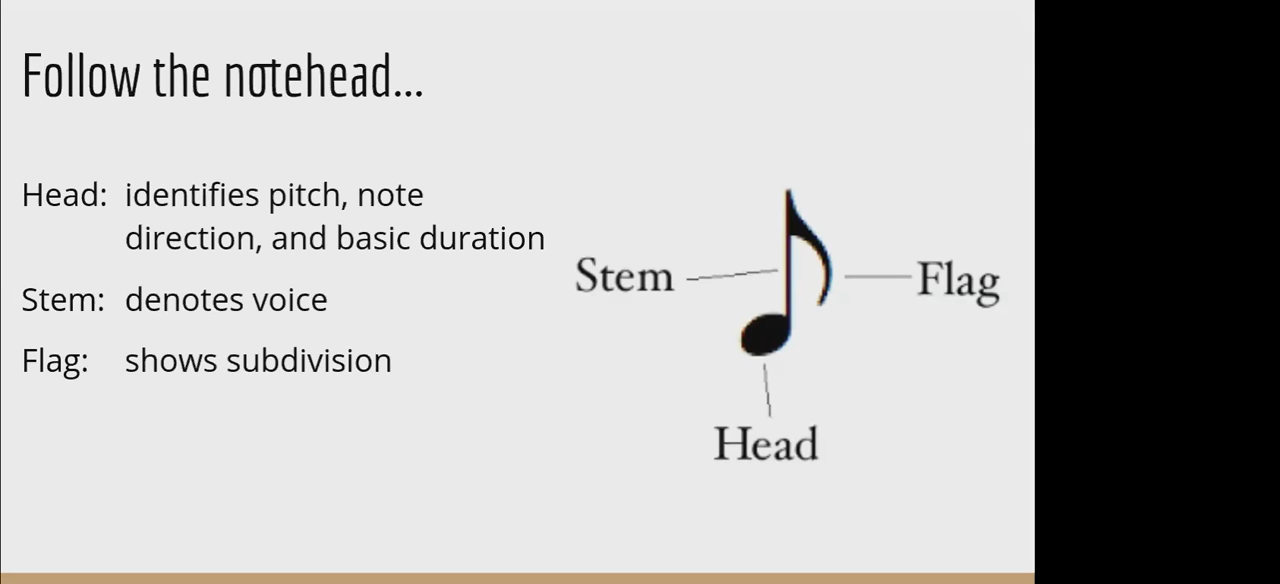 Follow the notehead...
Head: identifies pitch, note
direction, and basic duration
Stem: denotes voice
Flag: shows subdivision
Stem
Flag
Head